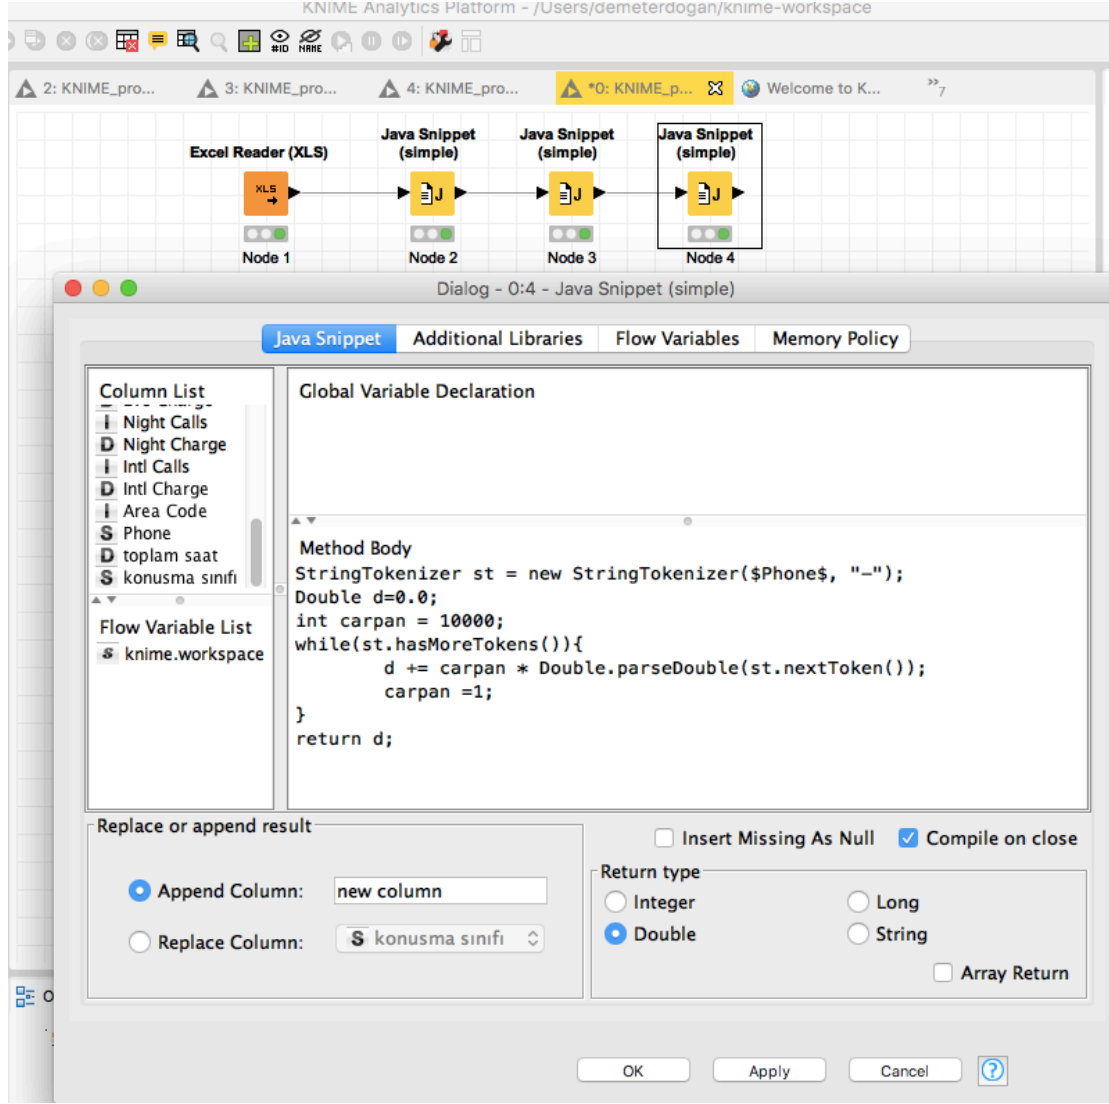 KNIME Analytics Platform - /Users/demeterdogan/knime-workspace
#ID NAME
2: KNIME_pro... 3: KNIME_pro... 4: KNIME_pro... *0: KNIME_p... Welcome to K... »7
Excel Reader (XLS)
XLS
Node 1
Java Snippet
(simple)
J
Node 2
Java Snippet
(simple)
J
Node 3
Java Snippet
(simple)
J
Node 4
Dialog - 0:4 - Java Snippet (simple)
Java Snippet Additional Libraries Flow Variables Memory Policy
Column List
I Night Calls
D Night Charge
I Intl Calls
D Intl Charge
I Area Code
S Phone
D toplam saat
S konusma sınıfı
Flow Variable List
s knime.workspace
Global Variable Declaration
Method Body
StringTokenizer st = new StringTokenizer($Phone$, "-");
Double d=0.0;
int carpan = 10000;
while(st.hasMoreTokens()){
d += carpan * Double.parseDouble(st.nextToken());
carpan =1;
}
return d;
Replace or append result
Append Column: new column
Replace Column: S konusma sınıfı
Insert Missing As Null Compile on close
Return type
Integer Long
Double String
Array Return
OK Apply Cancel ?